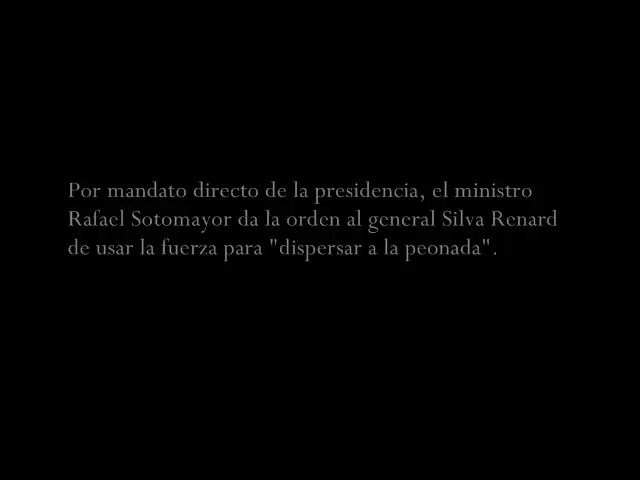 Por mandato directo de la presidencia, el ministro
Rafael Sotomayor da la orden al general Silva Renard
de usar la fuerza para "dispersar a la peonada".